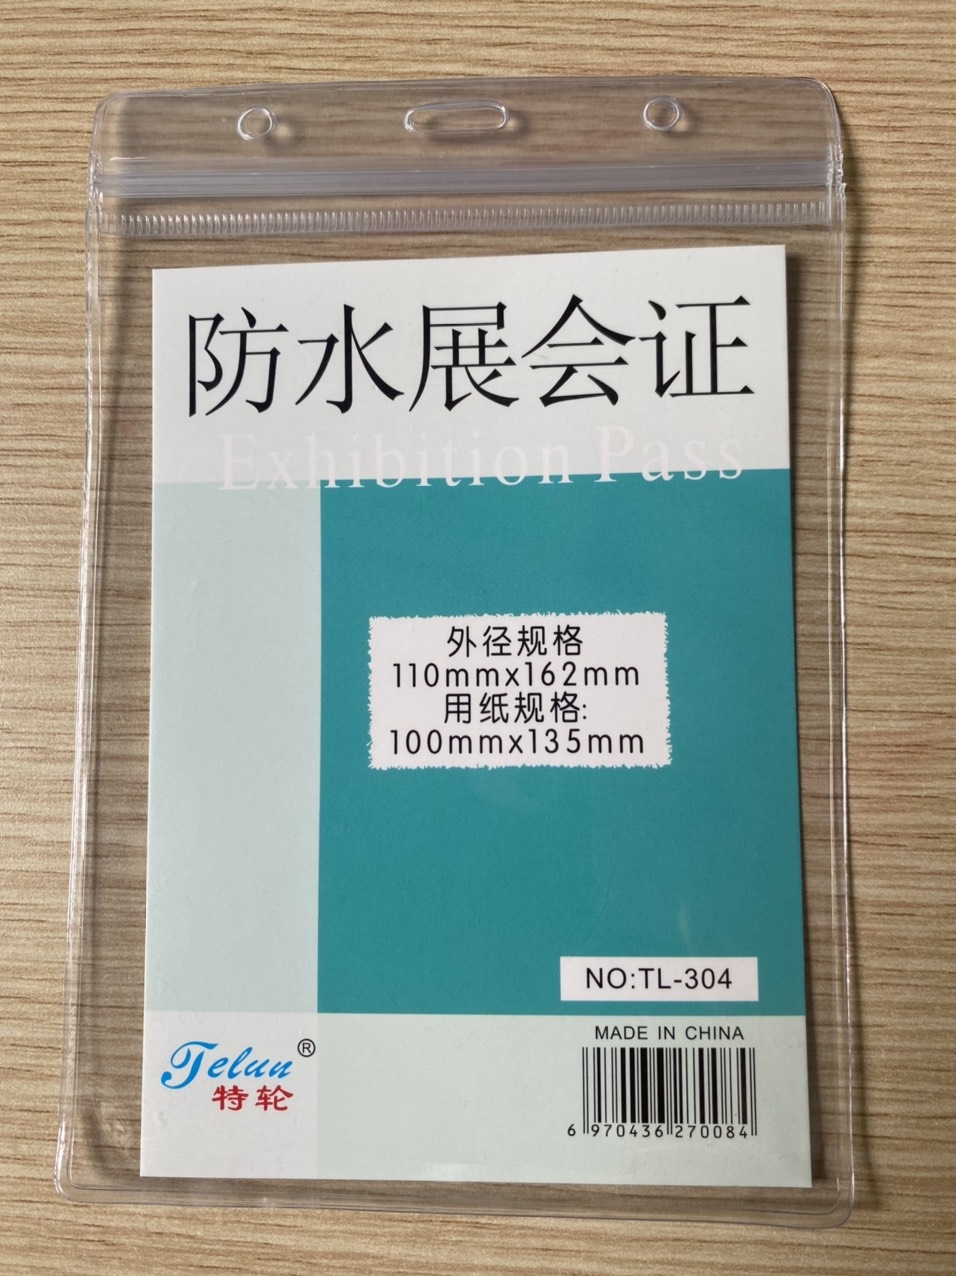 防水展会证
Exhibition Pass
外径规格
110mmx162mm
用纸规格:
100mmx135mm
NO:TL-304
MADE IN CHINA
Telun®
特轮
6 970436 270084